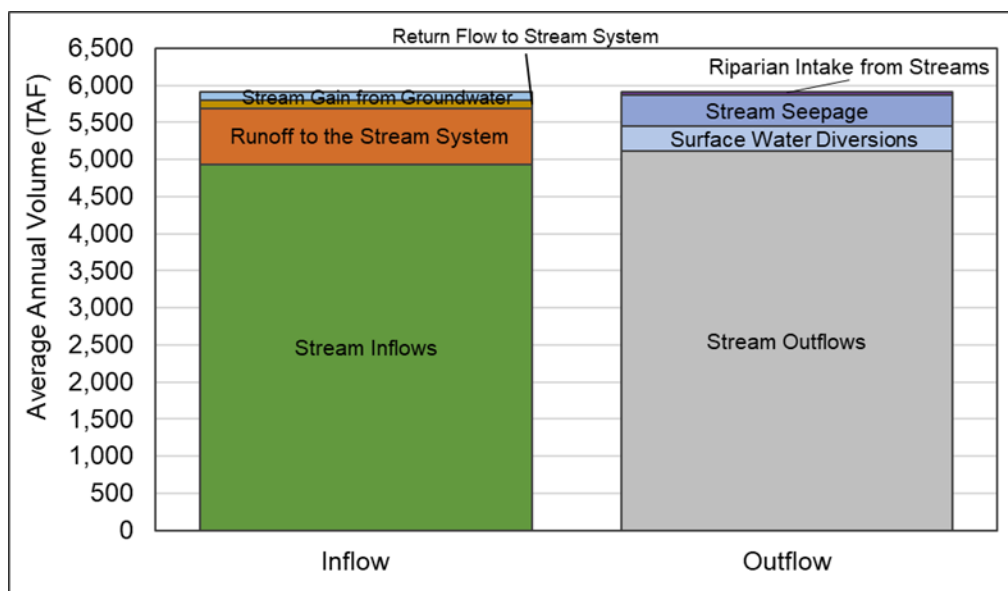 Average Annual Volume (TAF)
6,500
6,000
5,500
5,000
4,500
4,000
3,500
3,000
2,500
2,000
1,500
1,000
500
0
Return Flow to Stream System
Stream Gain from Groundwater
Runoff to the Stream System
Stream Inflows
Riparian Intake from Streams
Stream Seepage
Surface Water Diversions
Stream Outflows
Inflow
Outflow